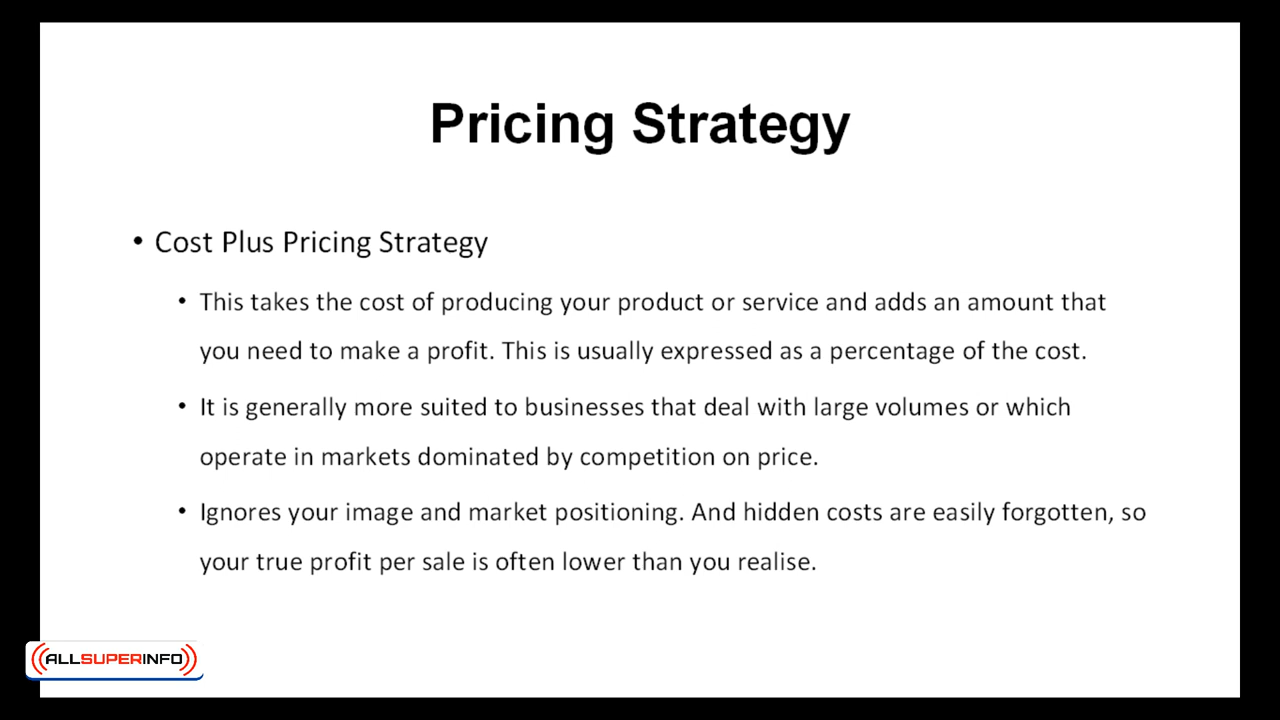 Pricing Strategy
• Cost Plus Pricing Strategy
• This takes the cost of producing your product or service and adds an amount that
you need to make a profit. This is usually expressed as a percentage of the cost.
• It is generally more suited to businesses that deal with large volumes or which
operate in markets dominated by competition on price.
• Ignores your image and market positioning. And hidden costs are easily forgotten, so
your true profit per sale is often lower than you realise.
ALLSUPERINFO